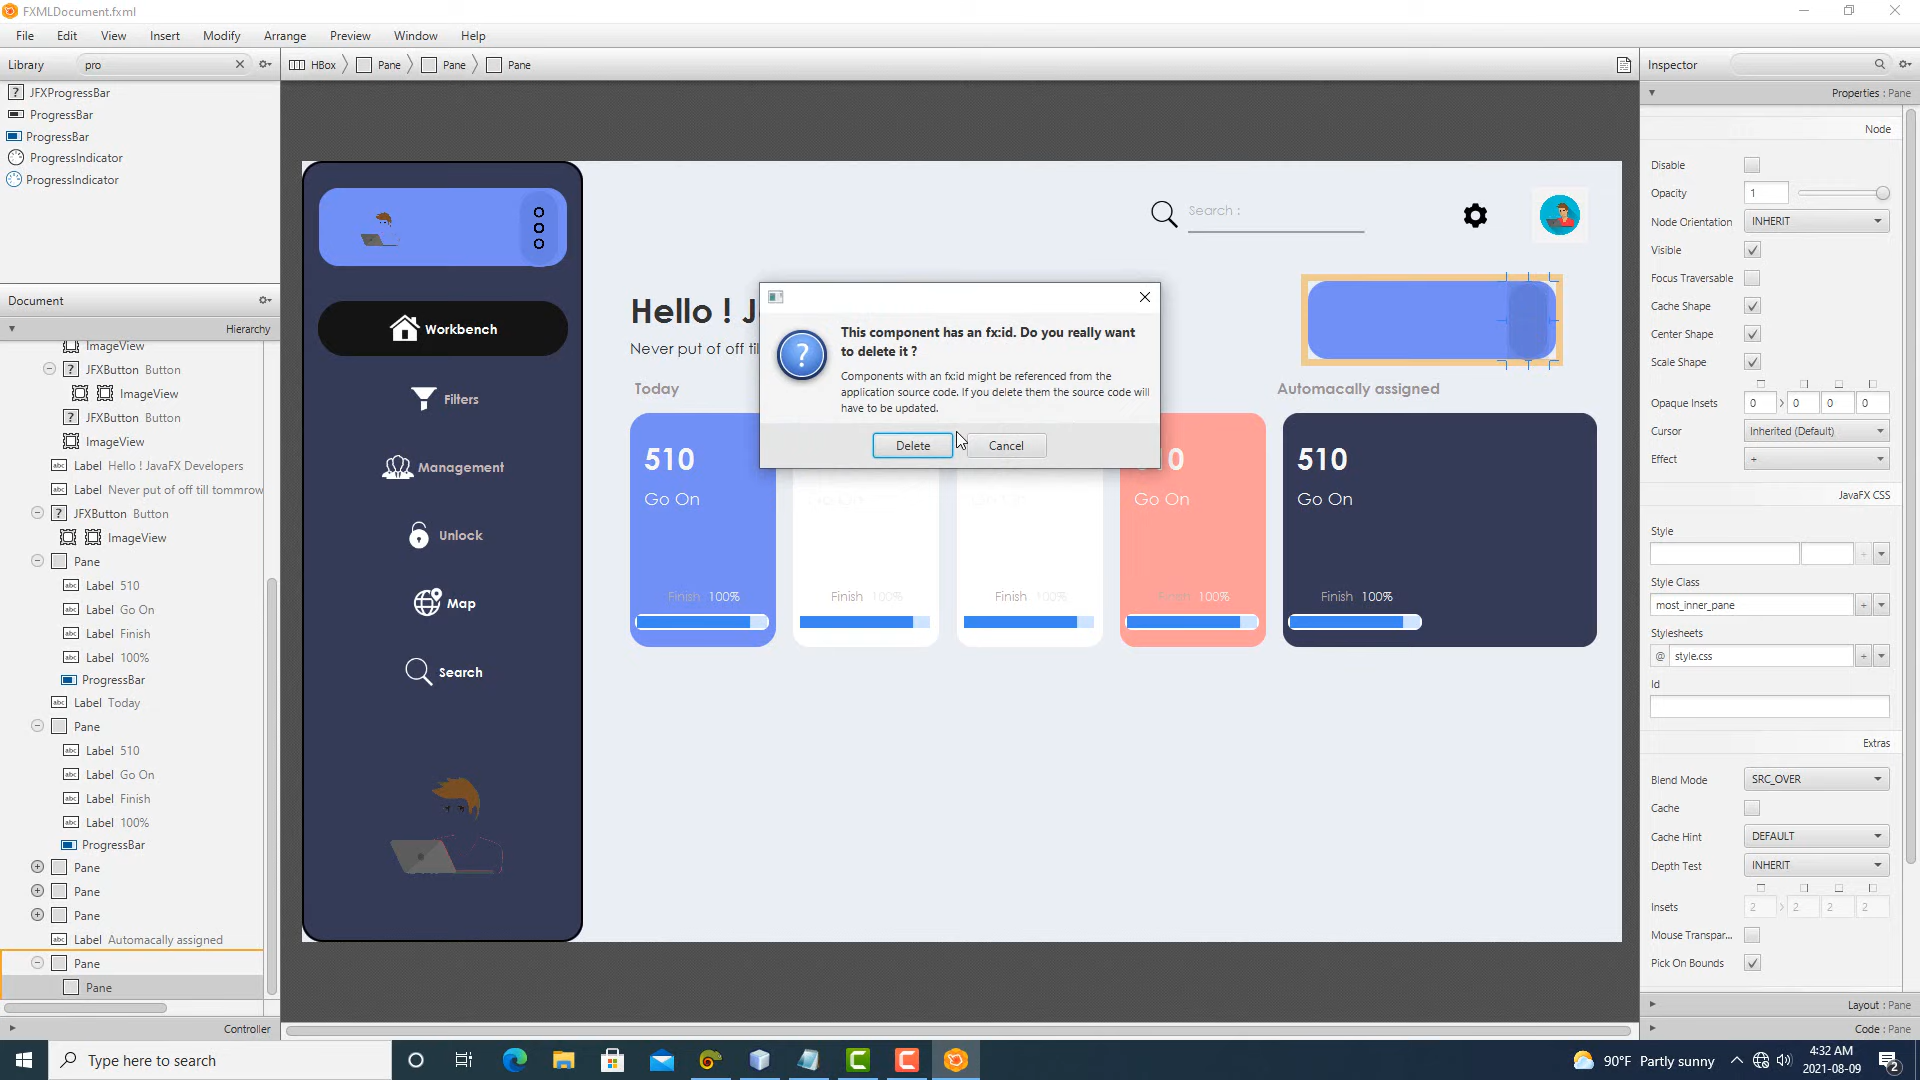 FXMLDocument.fxml
File Edit View Insert Modify Arrange Preview Window Help
Library pro
HBox Pane Pane Pane
Inspector
JFXProgressBar
ProgressBar
ProgressBar
ProgressIndicator
ProgressIndicator
Document
Hierarchy
ImageView
JFXButton Button
ImageView
JFXButton Button
ImageView
Label Hello ! JavaFX Developers
Label Never put of off till tommrow
JFXButton Button
ImageView
Pane
Label 510
Label Go On
Label Finish
Label 100%
ProgressBar
Label Today
Pane
Label 510
Label Go On
Label Finish
Label 100%
ProgressBar
Pane
Pane
Pane
Label Automacally assigned
Pane
Pane
Controller
Workbench
Filters
Management
Unlock
Map
Search
Search :
Hello ! J
Never put of off til
Today
Automacally assigned
510
Go On
Finish 100%
Finish 100%
Finish 100%
0
Go On
Finish 100%
510
Go On
Finish 100%
This component has an fx:id. Do you really want
to delete it ?
Components with an fx:id might be referenced from the
application source code. If you delete them the source code will
have to be updated.
Delete Cancel
Properties : Pane
Node
Disable
Opacity 1
Node Orientation INHERIT
Visible
Focus Traversable
Cache Shape
Center Shape
Scale Shape
Opaque Insets 0 0 0 0
Cursor Inherited (Default)
Effect +
JavaFX CSS
Style
Style Class
most_inner_pane
Stylesheets
@ style.css
Id
Extras
Blend Mode SRC_OVER
Cache
Cache Hint DEFAULT
Depth Test INHERIT
Insets 2 2 2 2
Mouse Transpar...
Pick On Bounds
Layout : Pane
Code : Pane
Type here to search
90°F Partly sunny
4:32 AM
2021-08-09
2